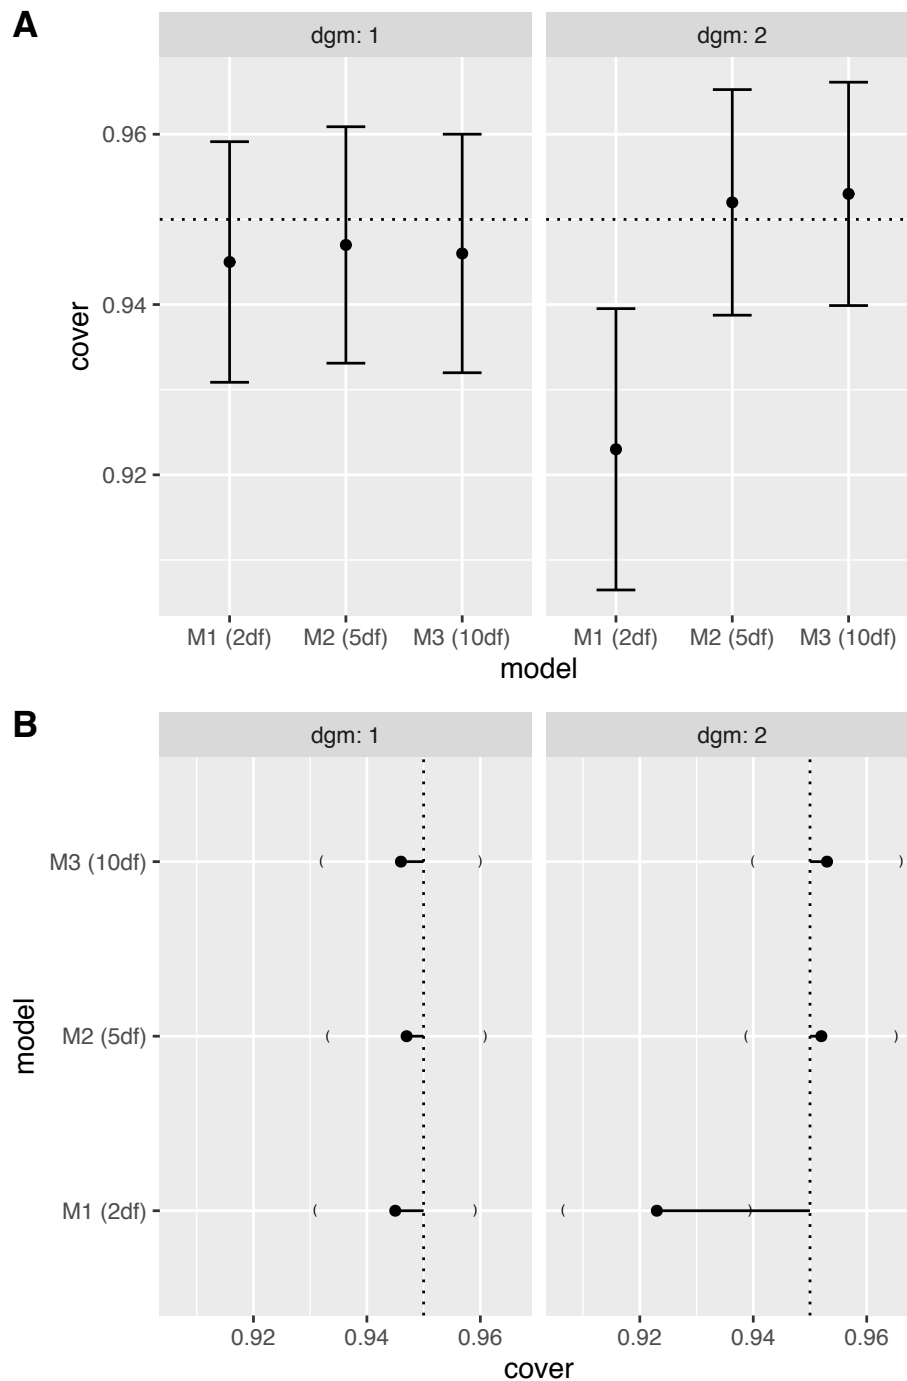 A
dgm: 1
dgm: 2
0.96
0.94
0.92
cover
M1 (2df)
M2 (5df)
M3 (10df)
M1 (2df)
M2 (5df)
M3 (10df)
model
B
dgm: 1
dgm: 2
M3 (10df)
( )
( )
M2 (5df)
( )
( )
M1 (2df)
( )
( )
model
0.92
0.94
0.96
0.92
0.94
0.96
cover